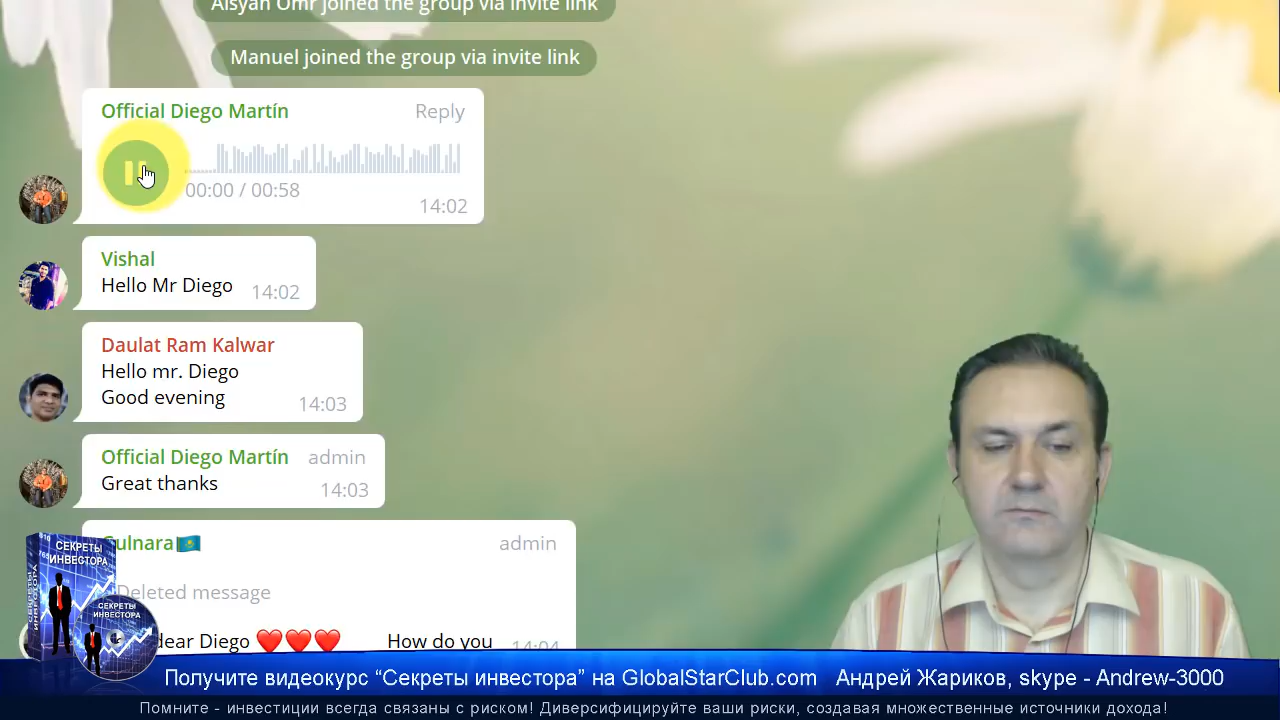 Aisyah Omr joined the group via invite link
Manuel joined the group via invite link
Official Diego Martín Reply
00:00 / 00:58
14:02
Vishal
Hello Mr Diego 14:02
Daulat Ram Kalwar
Hello mr. Diego
Good evening 14:03
Official Diego Martín admin
Great thanks 14:03
Gulnara🇰🇿 admin
Deleted message
dear Diego ❤️❤️❤️ How do you 14:04
СЕКРЕТЫ
ИНВЕСТОРА
СЕКРЕТЫ
ИНВЕСТОРА
Получите видеокурс “Секреты инвестора” на GlobalStarClub.com Андрей Жариков, skype - Andrew-3000
Помните - инвестиции всегда связаны с риском! Диверсифицируйте ваши риски, создавая множественные источники дохода!